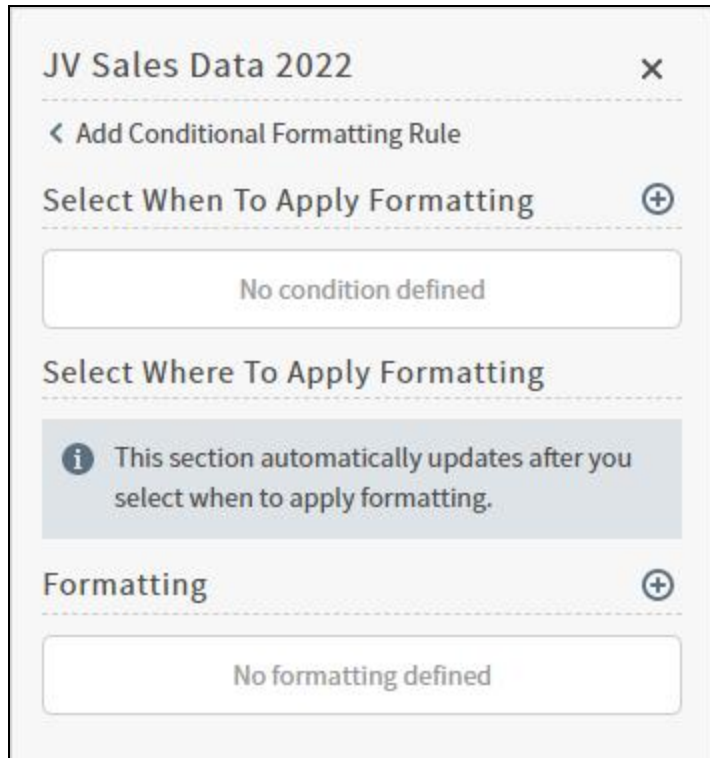 JV Sales Data 2022
Add Conditional Formatting Rule
Select When To Apply Formatting
No condition defined
Select Where To Apply Formatting
This section automatically updates after you
select when to apply formatting.
Formatting
No formatting defined